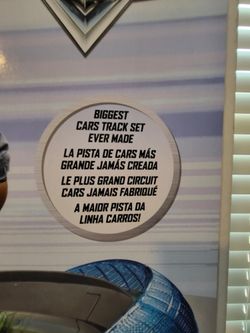 BIGGEST
CARS TRACK SET
EVER MADE
LA PISTA DE CARS MÁS
GRANDE JAMÁS CREADA
LE PLUS GRAND CIRCUIT
CARS JAMAIS FABRIQUÉ
A MAIOR PISTA DA
LINHA CARROS!